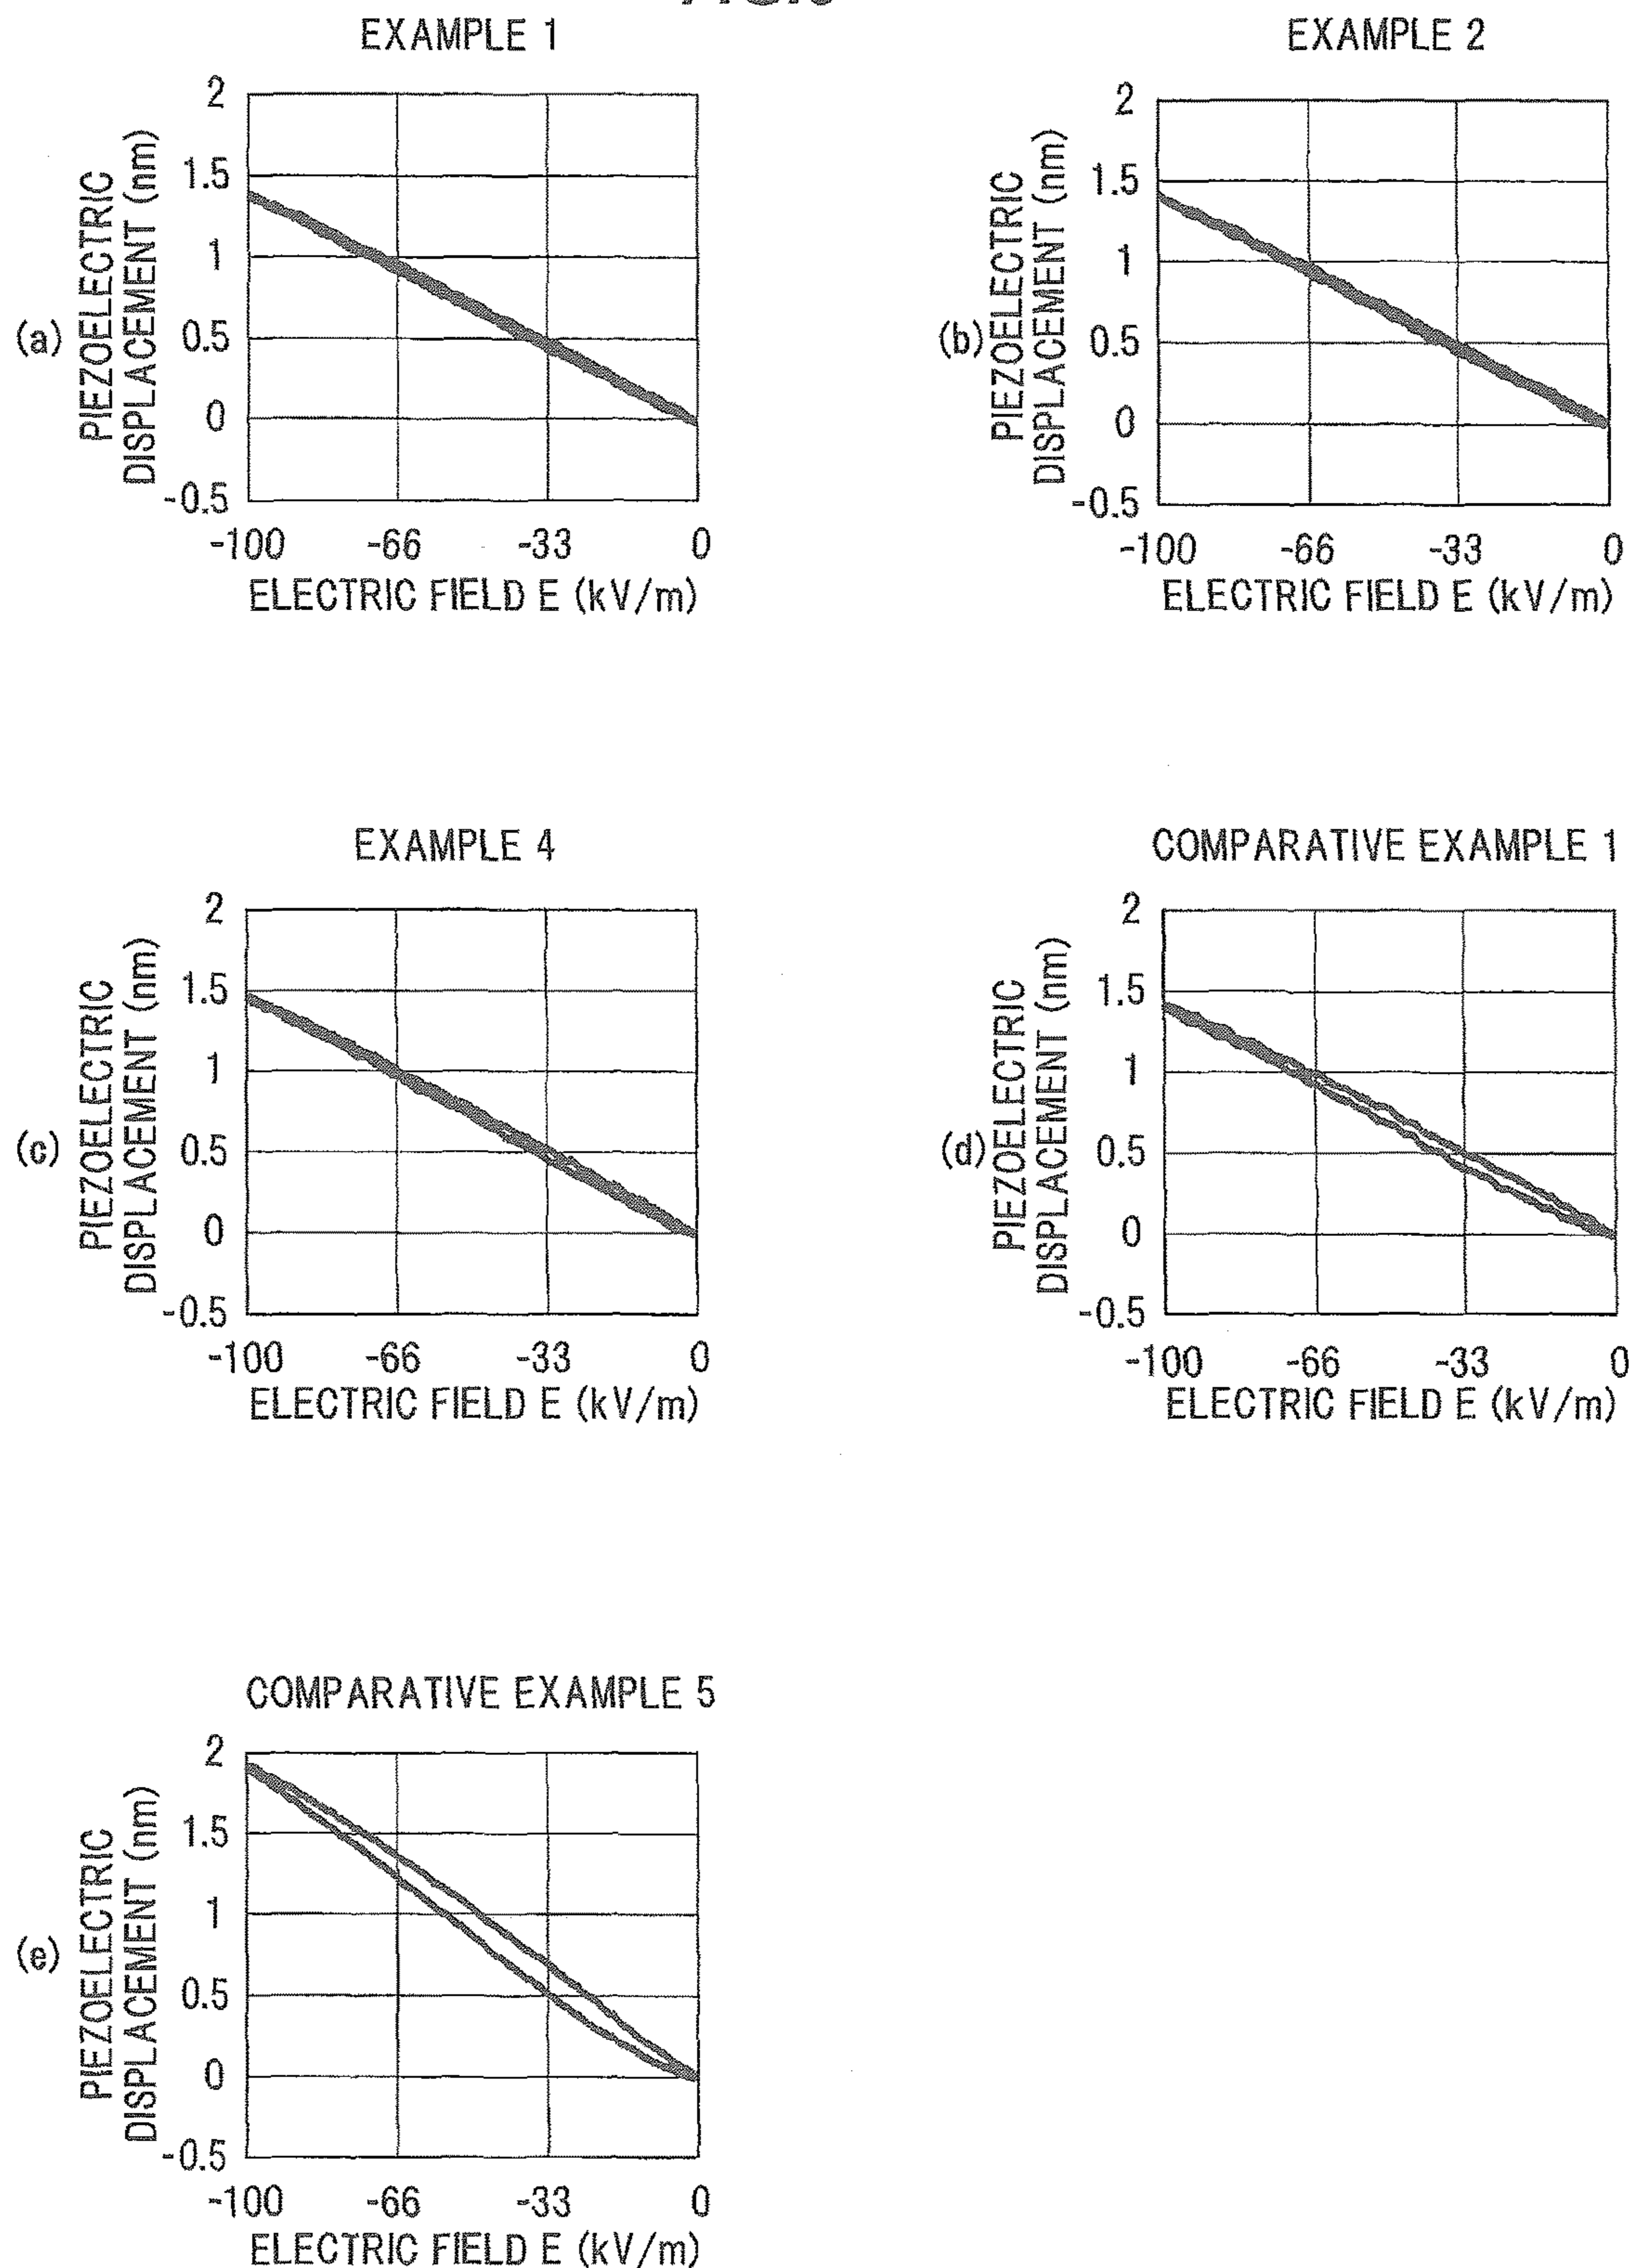 EXAMPLE 1
(a)
PIEZOELECTRIC
DISPLACEMENT (nm)
2
1.5
1
0.5
0
-0.5
-100 -66 -33 0
ELECTRIC FIELD E (kV/m)
EXAMPLE 2
(b)
PIEZOELECTRIC
DISPLACEMENT (nm)
2
1.5
1
0.5
0
-0.5
-100 -66 -33 0
ELECTRIC FIELD E (kV/m)
EXAMPLE 4
(c)
PIEZOELECTRIC
DISPLACEMENT (nm)
2
1.5
1
0.5
0
-0.5
-100 -66 -33 0
ELECTRIC FIELD E (kV/m)
COMPARATIVE EXAMPLE 1
(d)
PIEZOELECTRIC
DISPLACEMENT (nm)
2
1.5
1
0.5
0
-0.5
-100 -66 -33 0
ELECTRIC FIELD E (kV/m)
COMPARATIVE EXAMPLE 5
(e)
PIEZOELECTRIC
DISPLACEMENT (nm)
2
1.5
1
0.5
0
-0.5
-100 -66 -33 0
ELECTRIC FIELD E (kV/m)